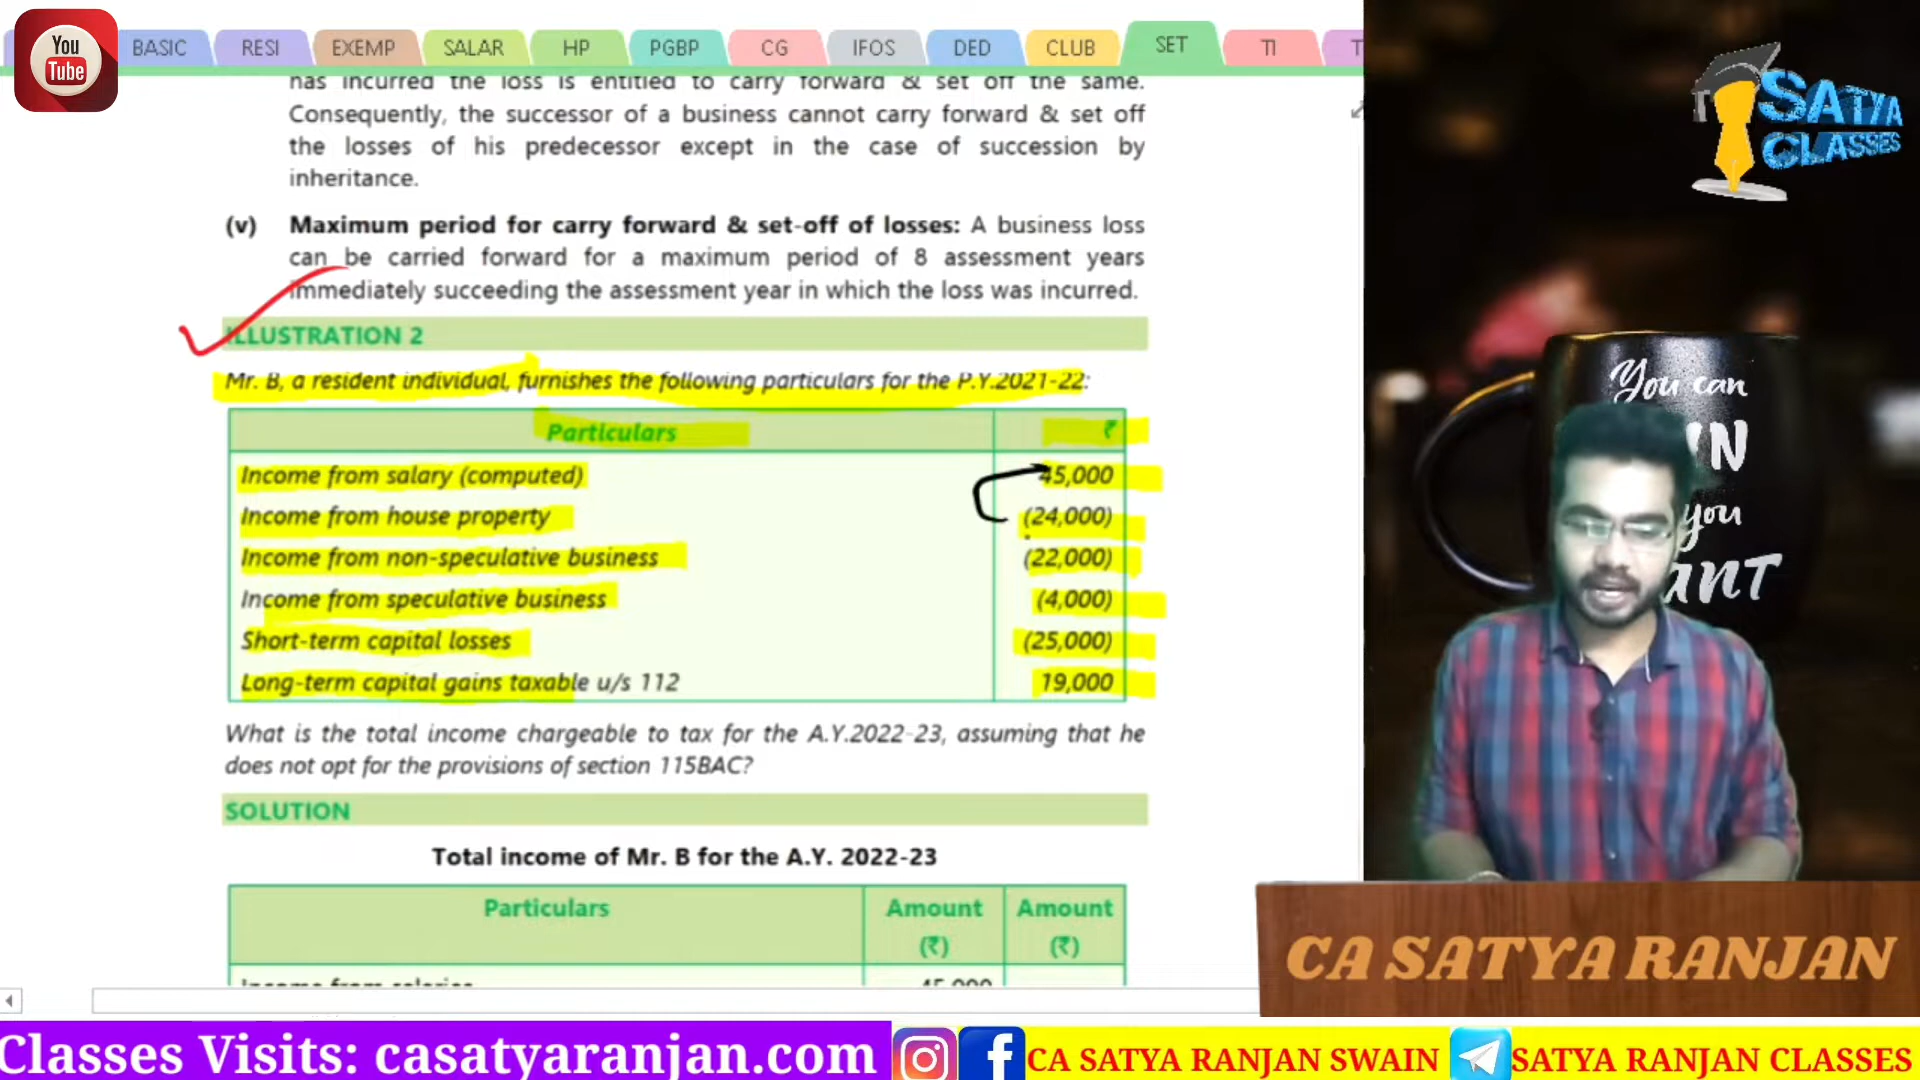 You
Tube
BASIC RESI EXEMP SALAR HP PGBP CG IFOS DED CLUB SET TI T
has incurred the loss is entitled to carry forward & set off the same.
Consequently, the successor of a business cannot carry forward & set off
the losses of his predecessor except in the case of succession by
inheritance.
(v) Maximum period for carry forward & set-off of losses: A business loss
can be carried forward for a maximum period of 8 assessment years
immediately succeeding the assessment year in which the loss was incurred.
ILLUSTRATION 2
Mr. B, a resident individual, furnishes the following particulars for the P.Y.2021-22:
Particulars ₹
Income from salary (computed) 45,000
Income from house property (24,000)
Income from non-speculative business (22,000)
Income from speculative business (4,000)
Short-term capital losses (25,000)
Long-term capital gains taxable u/s 112 19,000
What is the total income chargeable to tax for the A.Y.2022-23, assuming that he
does not opt for the provisions of section 115BAC?
SOLUTION
Total income of Mr. B for the A.Y. 2022-23
Particulars Amount Amount
(₹) (₹)
Income from salaries 45,000
SATYA
CLASSES
You can
you
CA SATYA RANJAN
Classes Visits: casatyaranjan.com
CA SATYA RANJAN SWAIN
SATYA RANJAN CLASSES